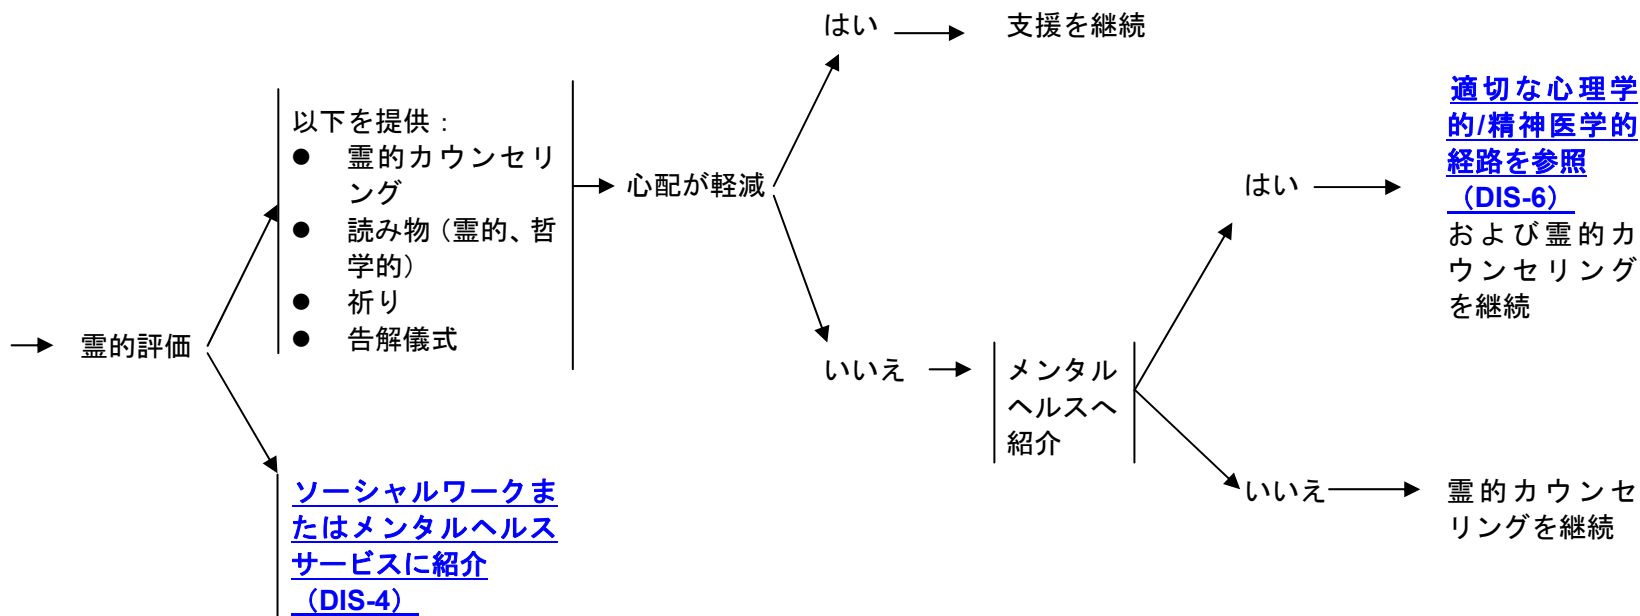 霊的評価
以下を提供：
● 霊的カウンセリ
ング
● 読み物（霊的、哲
学的）
● 祈り
● 告解儀式
ソーシャルワークま
たはメンタルヘルス
サービスに紹介
（DIS-4）
心配が軽減
はい
支援を継続
いいえ
メンタル
ヘルスへ
紹介
はい
適切な心理学
的/精神医学的
経路を参照
（DIS-6）
および霊的カ
ウンセリング
を継続
いいえ
霊的カウンセ
リングを継続